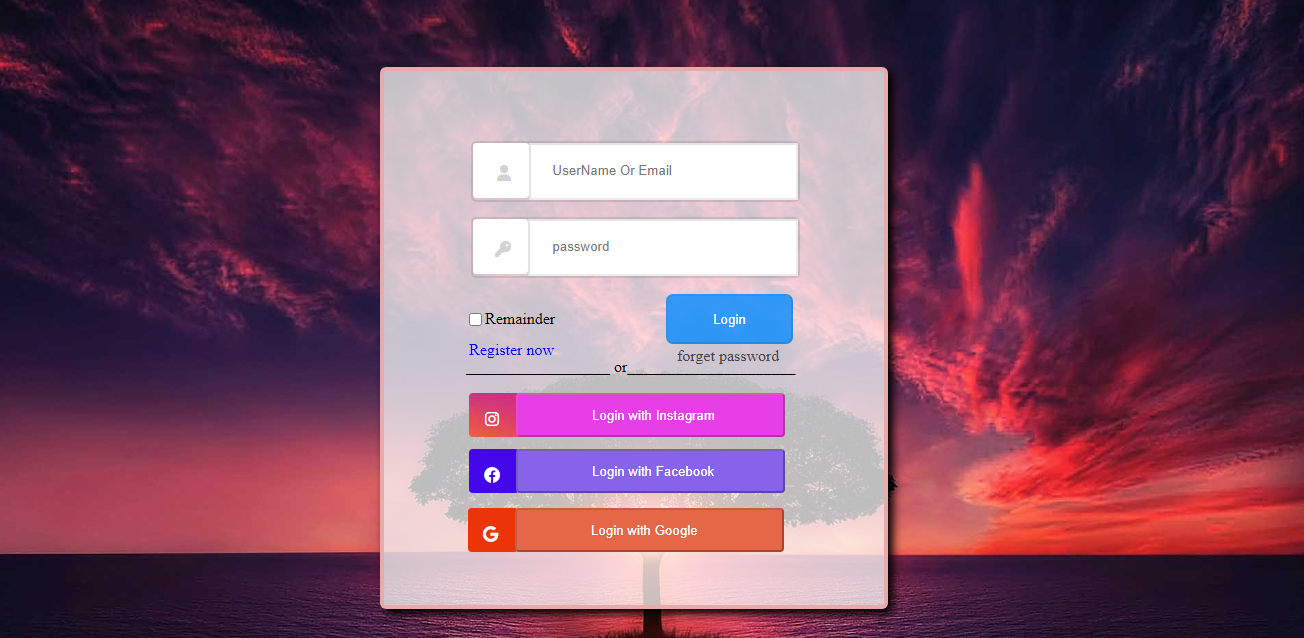 UserName Or Email
password
Remainder
Login
Register now
forget password
or
Login with Instagram
Login with Facebook
Login with Google